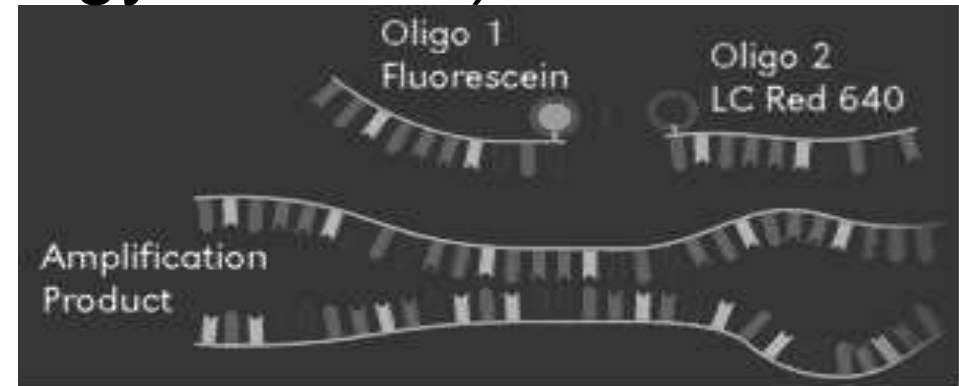 Oligo 1
Fluorescein
Oligo 2
LC Red 640
Amplification
Product